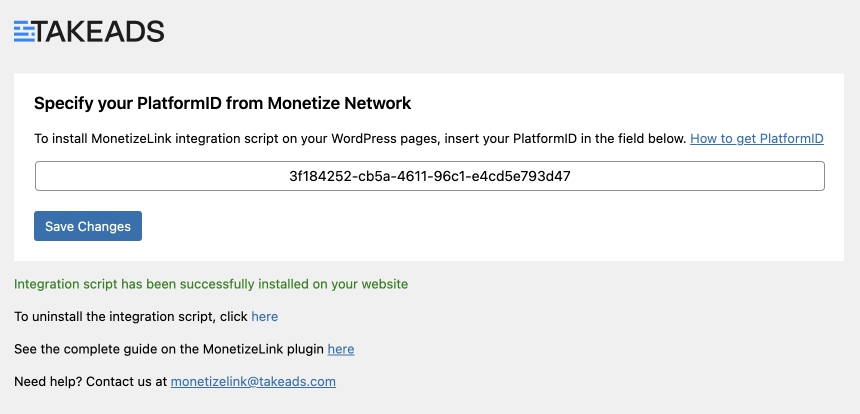 TAKEADS
Specify your PlatformID from Monetize Network
To install MonetizeLink integration script on your WordPress pages, insert your PlatformID in the field below. How to get PlatformID
3f184252-cb5a-4611-96c1-e4cd5e793d47
Save Changes
Integration script has been successfully installed on your website
To uninstall the integration script, click here
See the complete guide on the MonetizeLink plugin here
Need help? Contact us at monetizelink@takeads.com